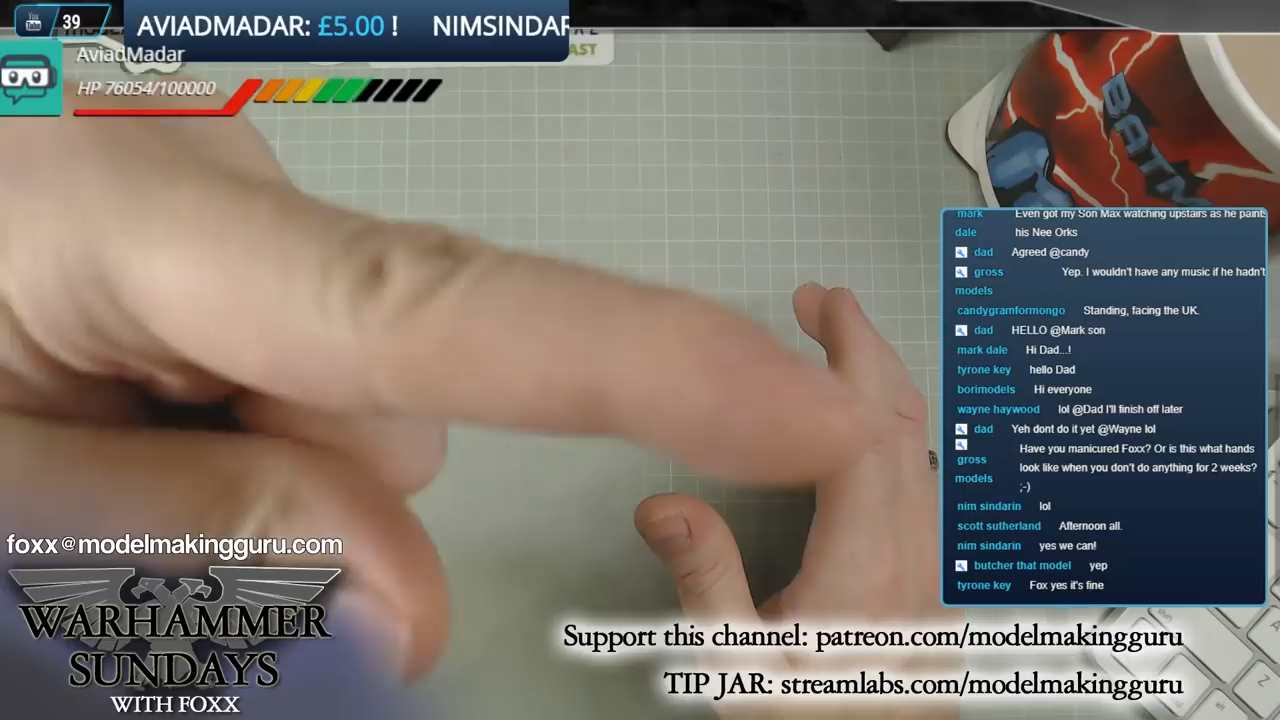 39
AVIADMADAR: £5.00 ! NIMSINDAR
AST
AviadMadar
HP 76054/100000
BATM
mark Even got my Son Max watching upstairs as he paints
dale his Nee Orks
dad Agreed @candy
gross Yep. I wouldn't have any music if he hadn't
models
candygramformongo Standing, facing the UK.
dad HELLO @Mark son
mark dale Hi Dad...!
tyrone key hello Dad
borimodels Hi everyone
wayne haywood lol @Dad I'll finish off later
dad Yeh dont do it yet @Wayne lol
gross Have you manicured Foxx? Or is this what hands
models look like when you don't do anything for 2 weeks?
;-)
nim sindarin lol
scott sutherland Afternoon all.
nim sindarin yes we can!
butcher that model yep
tyrone key Fox yes it's fine
foxx@modelmakingguru.com
WARHAMMER
SUNDAYS
WITH FOXX
Support this channel: patreon.com/modelmakingguru
TIP JAR: streamlabs.com/modelmakingguru